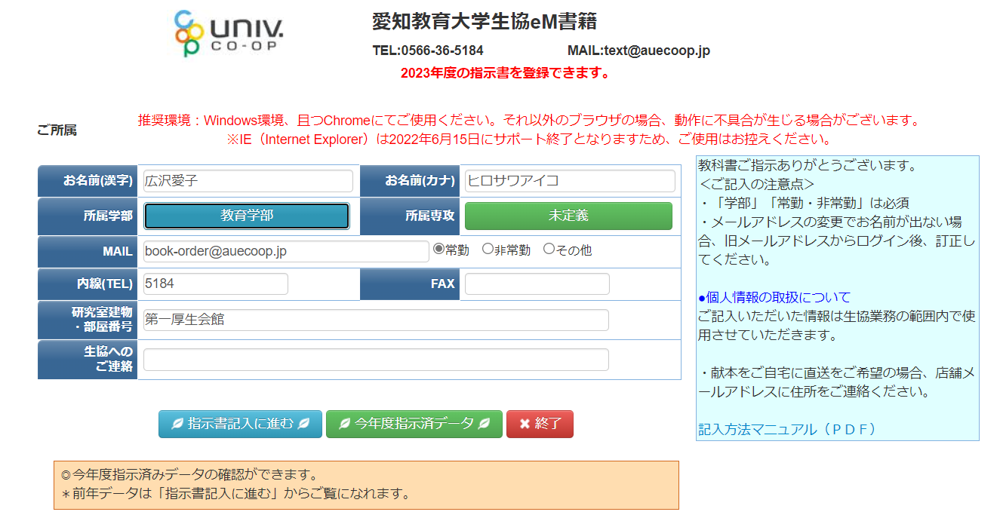 UNIV.
CO-OP
愛知教育大学生協eM書籍
TEL:0566-36-5184 MAIL:text@auecoop.jp
2023年度の指示書を登録できます。
ご所属
推奨環境：Windows環境、且つChromeにてご使用ください。それ以外のブラウザの場合、動作に不具合が生じる場合がございます。
※IE（Internet Explorer）は2022年6月15日にサポート終了となりますため、ご使用はお控えください。
お名前(漢字) 広沢愛子 お名前(カナ) ヒロサワアイコ
所属学部 教育学部 所属専攻 未定義
MAIL book-order@auecoop.jp 常勤 非常勤 その他
内線(TEL) 5184 FAX
研究室建物
・部屋番号
第一厚生会館
生協への
ご連絡
指示書記入に進む 今年度指示済データ ✖ 終了
◎今年度指示済みデータの確認ができます。
＊前年データは「指示書記入に進む」からご覧になれます。
教科書ご指示ありがとうございます。
＜ご記入の注意点＞
・「学部」「常勤・非常勤」は必須
・メールアドレスの変更でお名前が出ない場
合、旧メールアドレスからログイン後、訂正し
てください。
●個人情報の取扱について
ご記入いただいた情報は生協業務の範囲内で使
用させていただきます。
・献本をご自宅に直送をご希望の場合、店舗メ
ールアドレスに住所をご連絡ください。
記入方法マニュアル（ＰＤＦ）